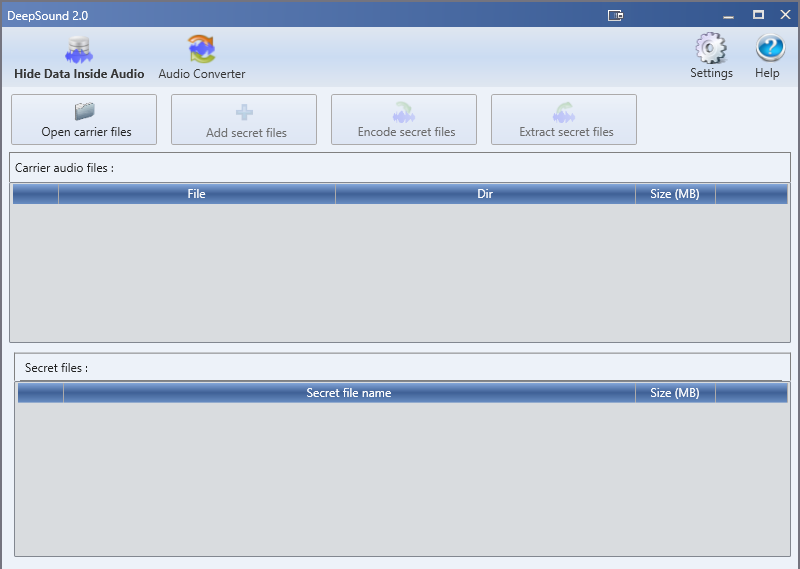 DeepSound 2.0
Hide Data Inside Audio Audio Converter Settings Help
Open carrier files Add secret files Encode secret files Extract secret files
Carrier audio files :
File Dir Size (MB)
Secret files :
Secret file name Size (MB)